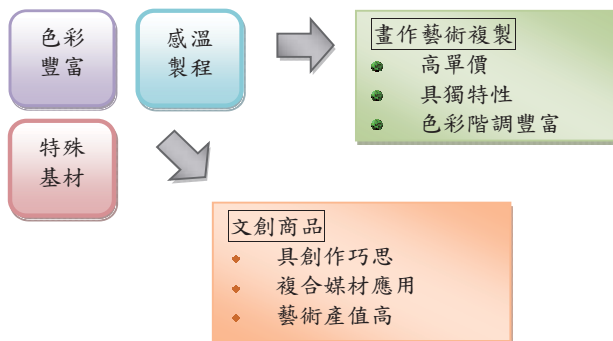 色彩
豐富
感溫
製程
特殊
基材
畫作藝術複製
高單價
具獨特性
色彩階調豐富
文創商品
具創作巧思
複合媒材應用
藝術產值高